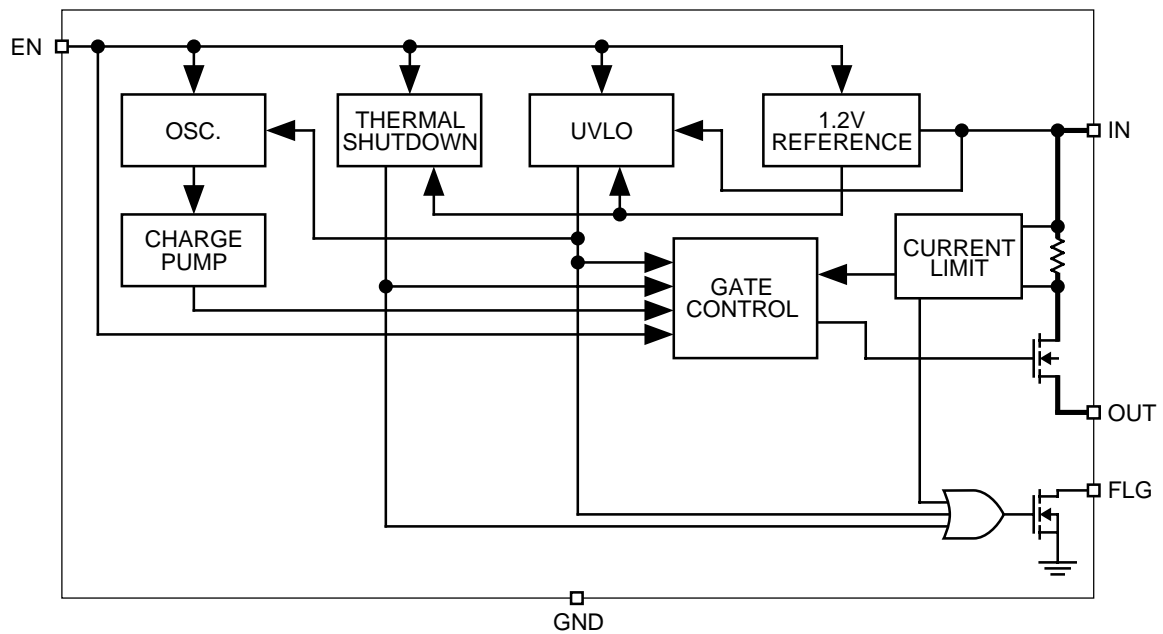 EN
OSC.
THERMAL
SHUTDOWN
UVLO
1.2V
REFERENCE
IN
CHARGE
PUMP
GATE
CONTROL
CURRENT
LIMIT
OUT
FLG
GND